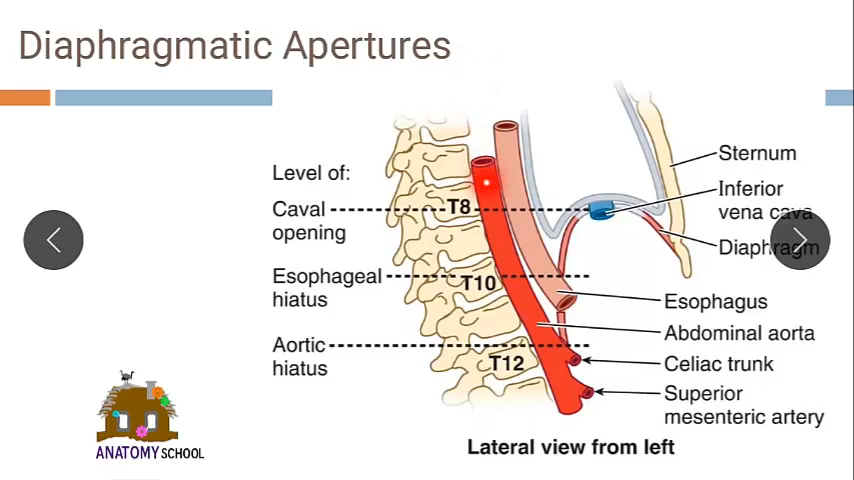 Diaphragmatic Apertures
Level of:
Caval
opening
Esophageal
hiatus
Aortic
hiatus
T8
T10
T12
Sternum
Inferior
vena cava
Diaphragm
Esophagus
Abdominal aorta
Celiac trunk
Superior
mesenteric artery
Lateral view from left
ANATOMY SCHOOL